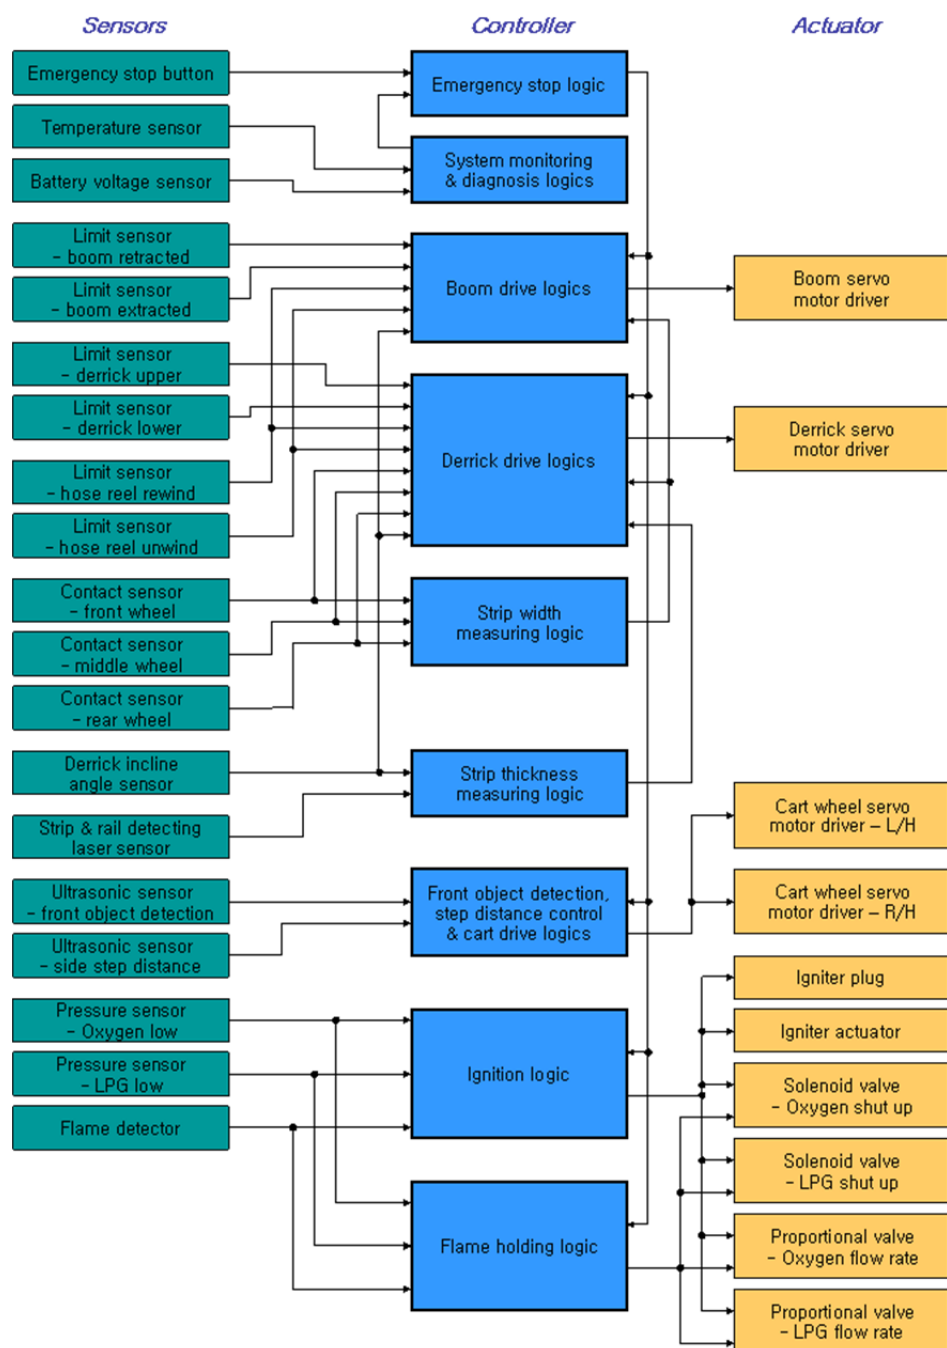 Sensors
Controller
Actuator
Emergency stop button
Temperature sensor
Battery voltage sensor
Limit sensor
– boom retracted
Limit sensor
– boom extracted
Limit sensor
– derrick upper
Limit sensor
– derrick lower
Limit sensor
– hose reel rewind
Limit sensor
– hose reel unwind
Contact sensor
– front wheel
Contact sensor
– middle wheel
Contact sensor
– rear wheel
Derrick incline
angle sensor
Strip & rail detecting
laser sensor
Ultrasonic sensor
– front object detection
Ultrasonic sensor
– side step distance
Pressure sensor
– Oxygen low
Pressure sensor
– LPG low
Flame detector
Emergency stop logic
System monitoring
& diagnosis logics
Boom drive logics
Derrick drive logics
Strip width
measuring logic
Strip thickness
measuring logic
Front object detection,
step distance control
& cart drive logics
Ignition logic
Flame holding logic
Boom servo
motor driver
Derrick servo
motor driver
Cart wheel servo
motor driver – L/H
Cart wheel servo
motor driver – R/H
Igniter plug
Igniter actuator
Solenoid valve
– Oxygen shut up
Solenoid valve
– LPG shut up
Proportional valve
– Oxygen flow rate
Proportional valve
– LPG flow rate